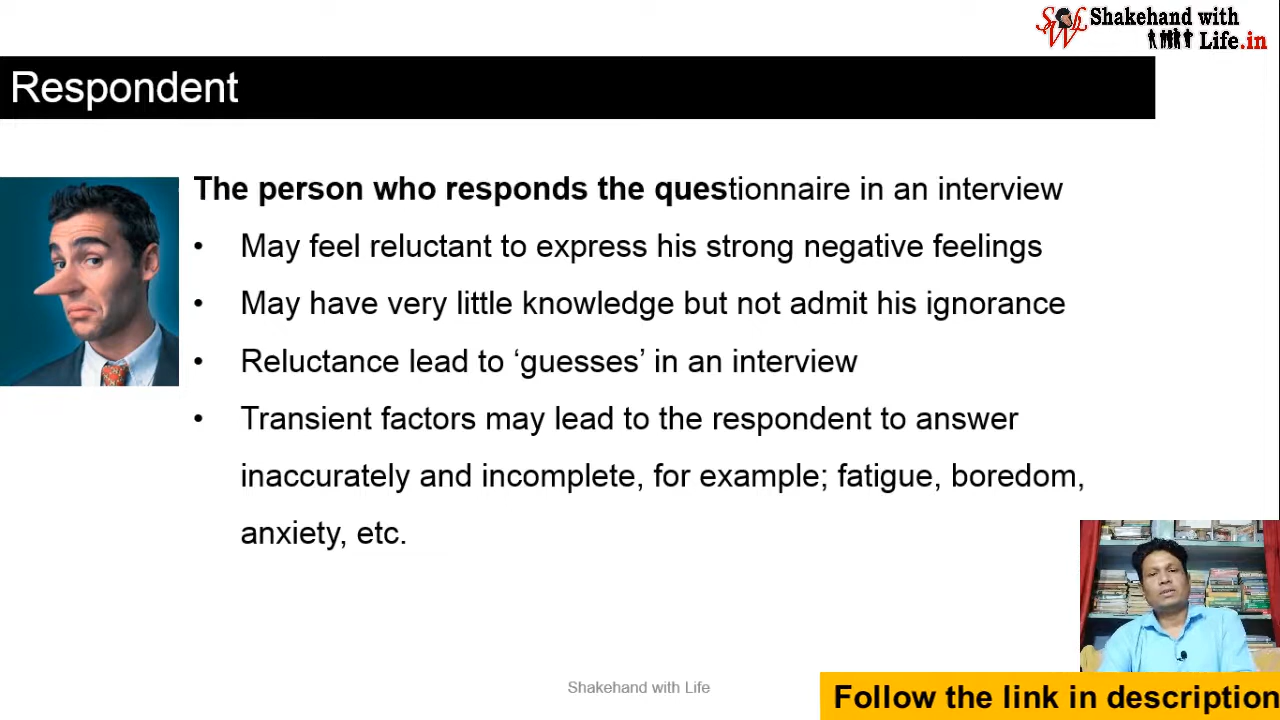 Shakehand with
Life.in
Respondent
The person who responds the questionnaire in an interview
• May feel reluctant to express his strong negative feelings
• May have very little knowledge but not admit his ignorance
• Reluctance lead to ‘guesses’ in an interview
• Transient factors may lead to the respondent to answer
inaccurately and incomplete, for example; fatigue, boredom,
anxiety, etc.
Shakehand with Life
Follow the link in description